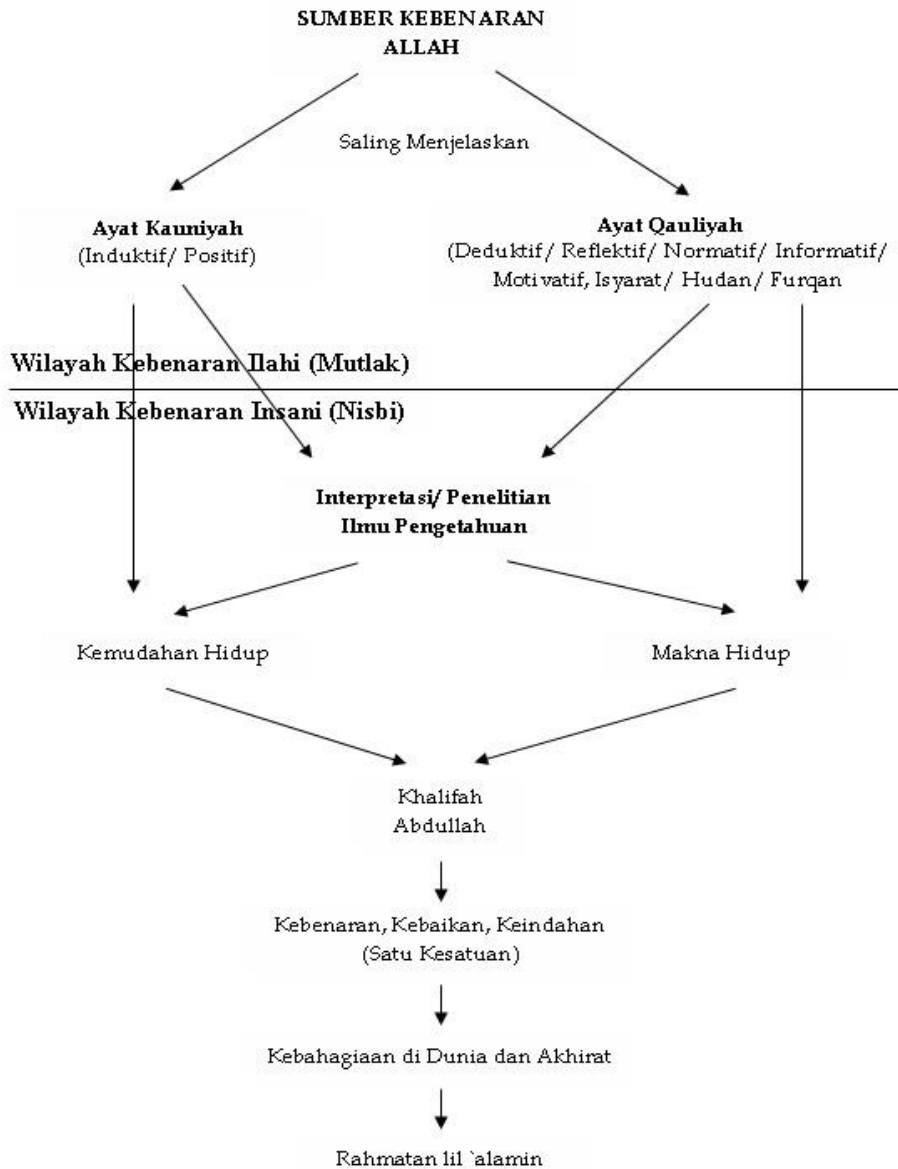 SUMBER KEBENARAN
ALLAH
Saling Menjelaskan
Ayat Kauniyah
(Induktif/ Positif)
Ayat Qauliyah
(Deduktif/ Reflektif/ Normatif/ Informatif/
Motivatif, Isyarat/ Hudan/ Furqan
Wilayah Kebenaran Ilahi (Mutlak)
Wilayah Kebenaran Insani (Nisbi)
Interpretasi/ Penelitian
Ilmu Pengetahuan
Kemudahan Hidup
Makna Hidup
Khalifah
Abdullah
Kebenaran, Kebaikan, Keindahan
(Satu Kesatuan)
Kebahagiaan di Dunia dan Akhirat
Rahmatan lil `alamin